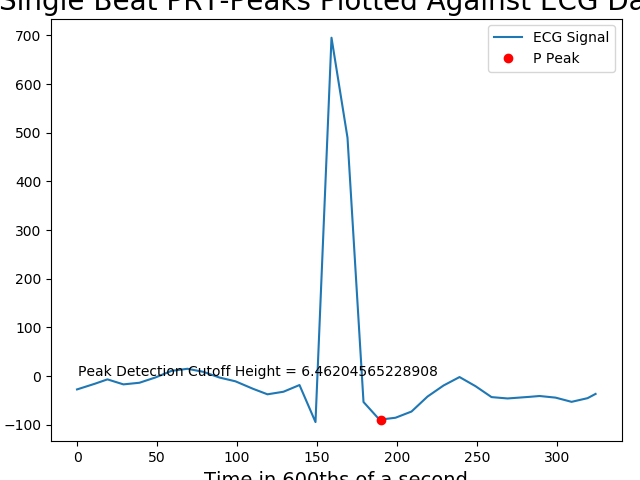 Single Beat PRT-Peaks Plotted Against ECG Da
ECG Signal
P Peak
700
600
500
400
300
200
100
0
−100
Peak Detection Cutoff Height = 6.46204565228908
0 50 100 150 200 250 300
Time in 600ths of a second